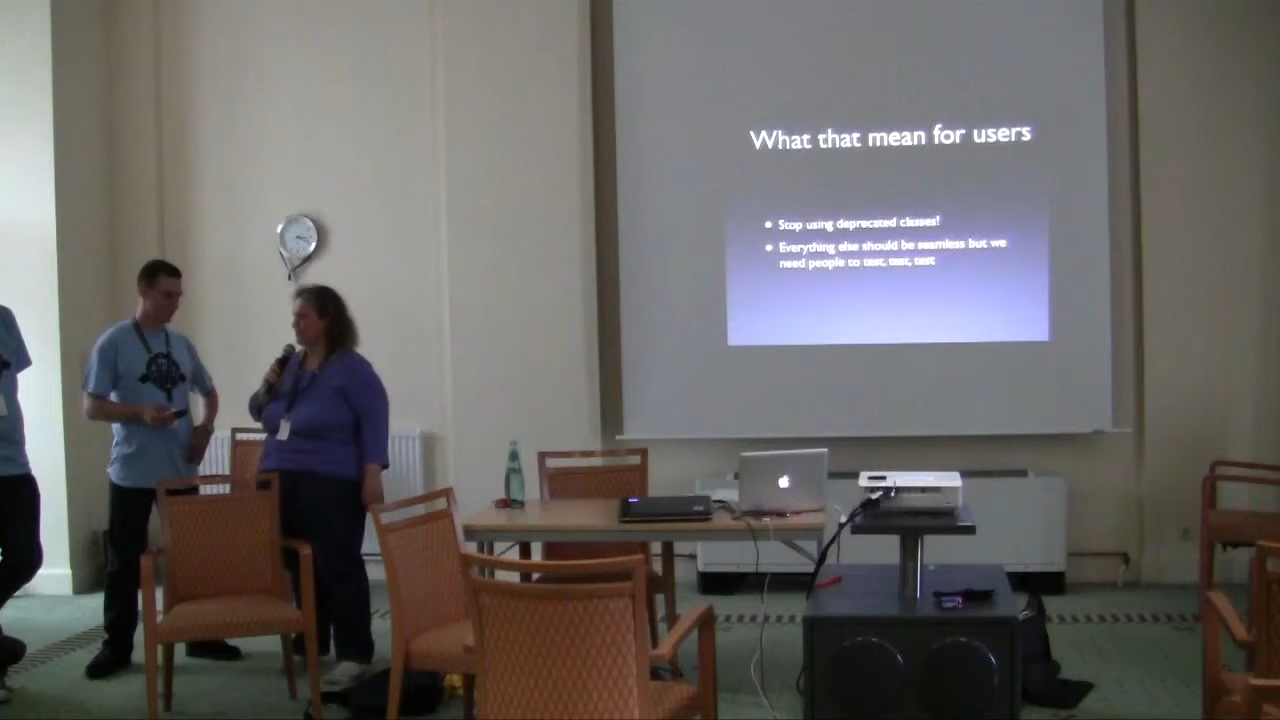 What that mean for users
Stop using deprecated classes!
Everything else should be seamless but we
need people to test, test, test